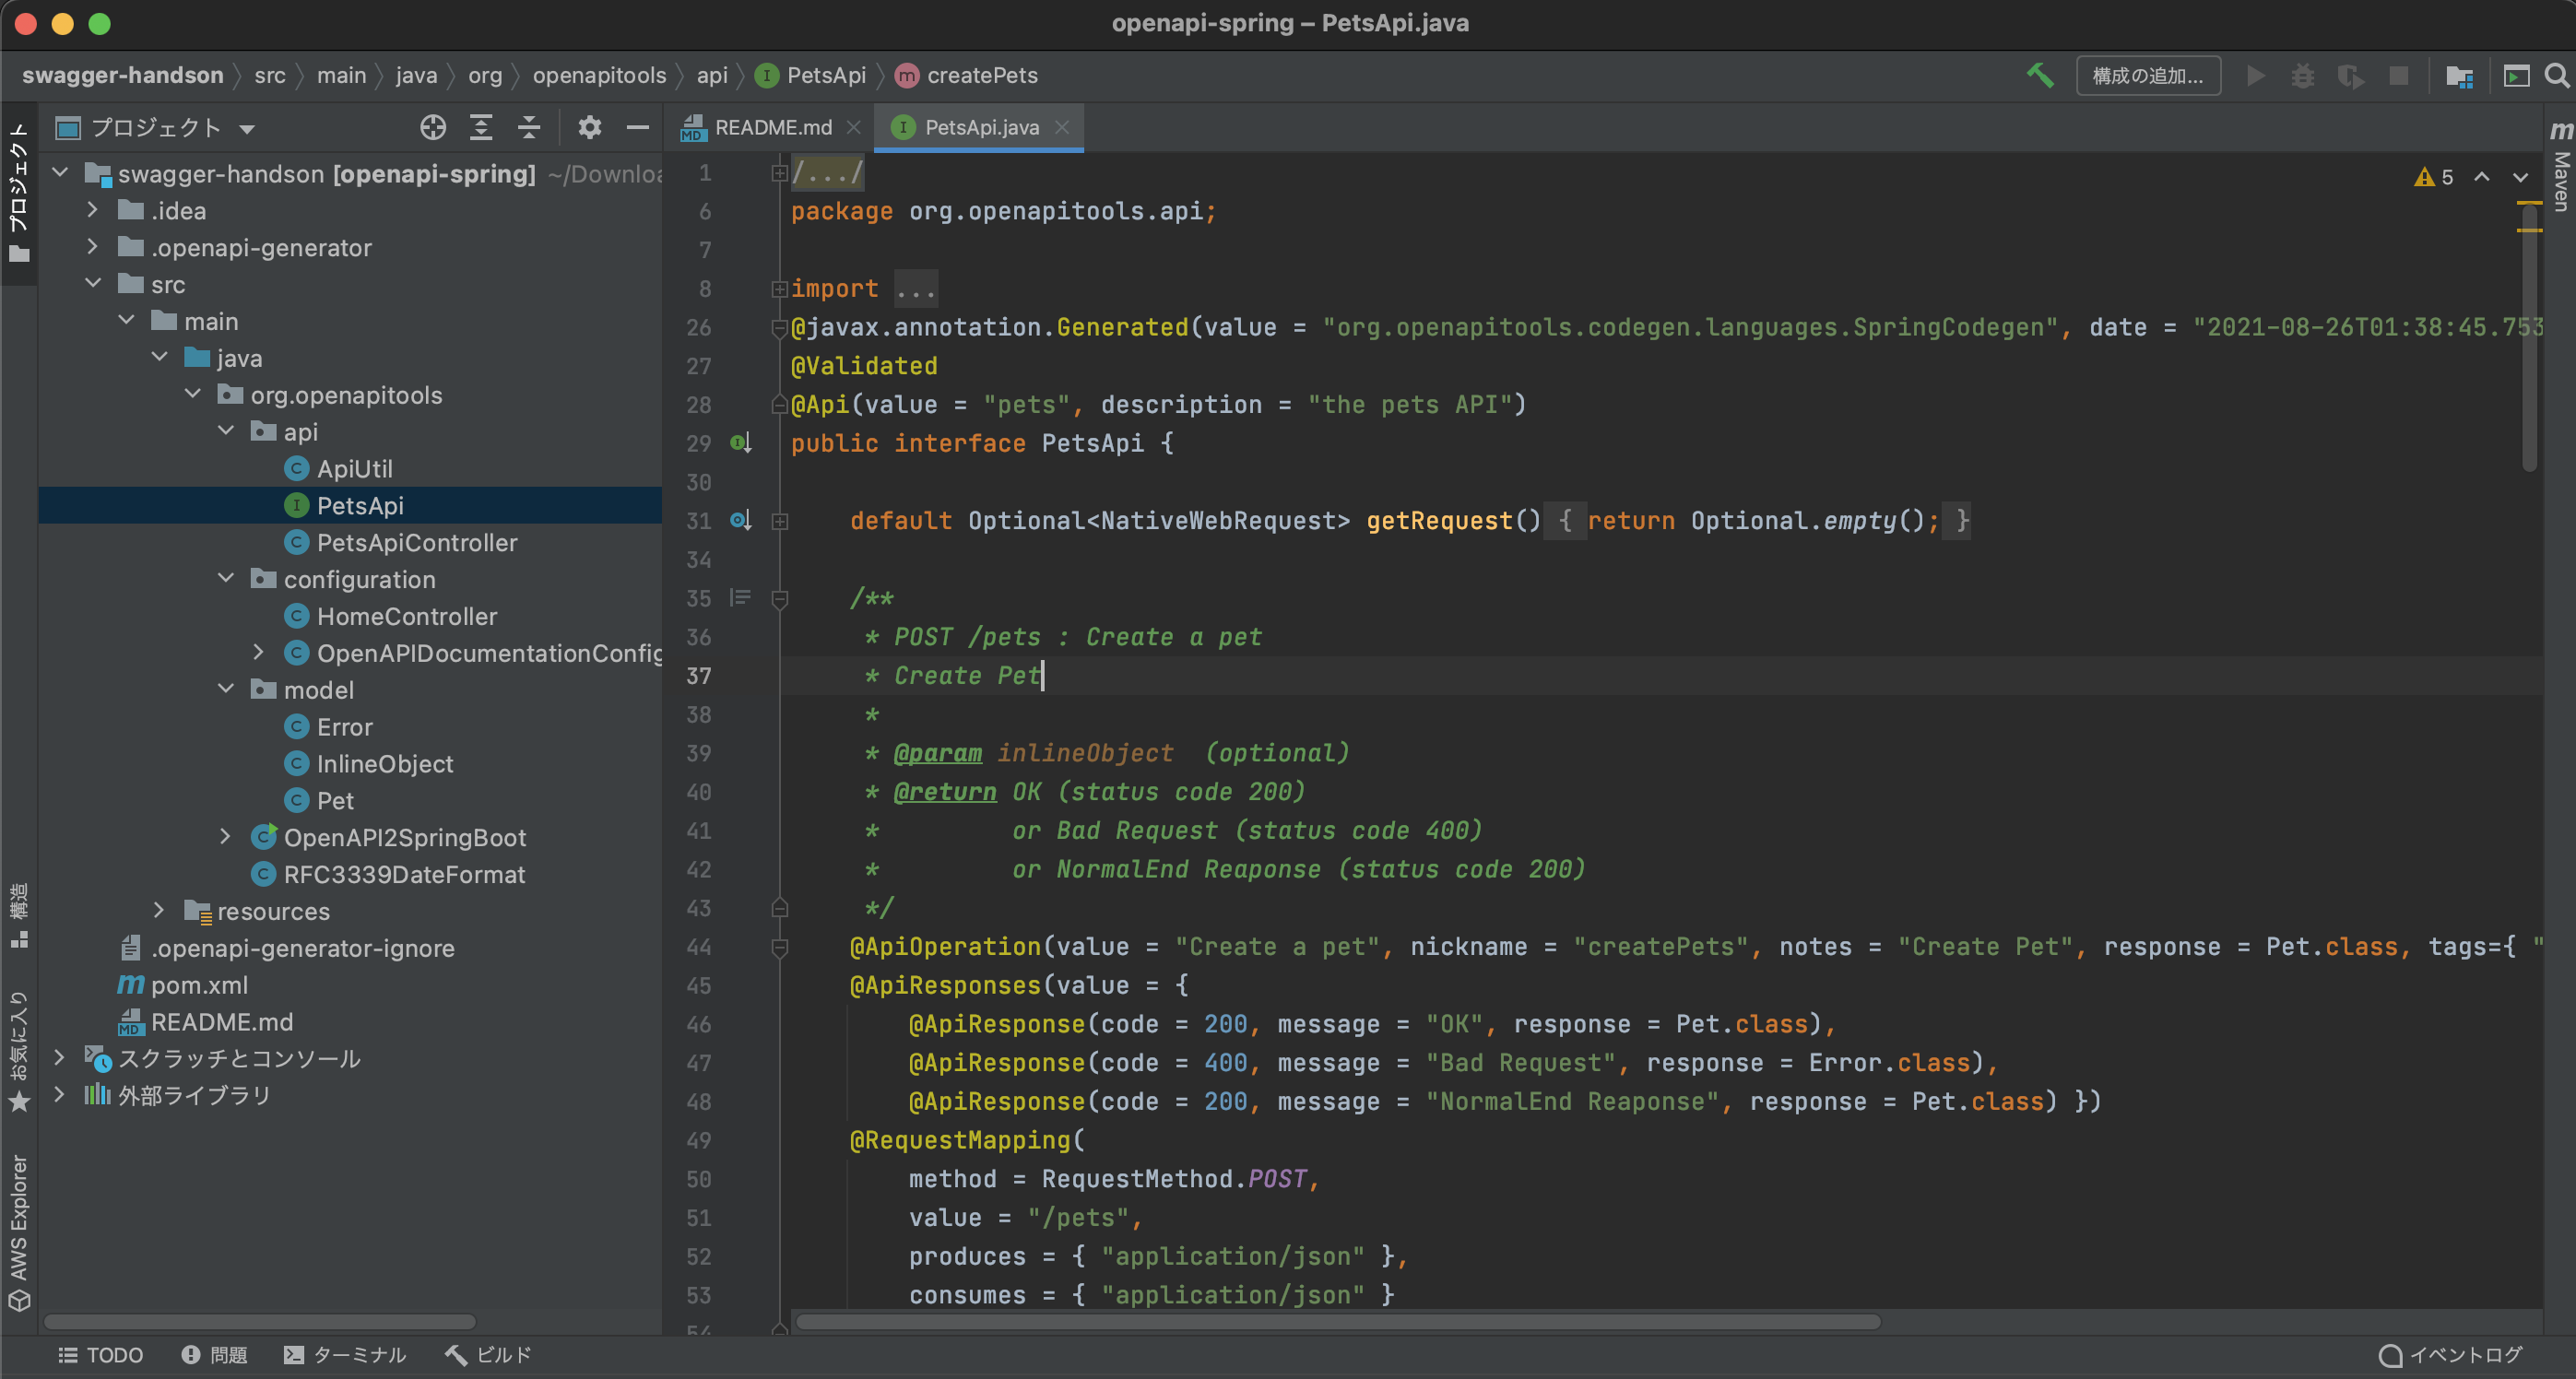 openapi-spring – PetsApi.java
swagger-handson src main java org openapitools api PetsApi createPets
構成の追加...
プロジェクト
README.md
PetsApi.java
プロジェクト
構造
お気に入り
AWS Explorer
Maven
swagger-handson [openapi-spring] ~/Downloa
.idea
.openapi-generator
src
main
java
org.openapitools
api
ApiUtil
PetsApi
PetsApiController
configuration
HomeController
OpenAPIDocumentationConfig
model
Error
InlineObject
Pet
OpenAPI2SpringBoot
RFC3339DateFormat
resources
.openapi-generator-ignore
pom.xml
README.md
スクラッチとコンソール
外部ライブラリ
5
1 /.../
6 package org.openapitools.api;
7
8 import ...
26 @javax.annotation.Generated(value = "org.openapitools.codegen.languages.SpringCodegen", date = "2021-08-26T01:38:45.753
27 @Validated
28 @Api(value = "pets", description = "the pets API")
29 public interface PetsApi {
30
31 default Optional<NativeWebRequest> getRequest() { return Optional.empty(); }
34
35 /**
36 * POST /pets : Create a pet
37 * Create Pet
38 *
39 * @param inlineObject  (optional)
40 * @return OK (status code 200)
41 *         or Bad Request (status code 400)
42 *         or NormalEnd Reaponse (status code 200)
43 */
44 @ApiOperation(value = "Create a pet", nickname = "createPets", notes = "Create Pet", response = Pet.class, tags={ "
45 @ApiResponses(value = {
46 @ApiResponse(code = 200, message = "OK", response = Pet.class),
47 @ApiResponse(code = 400, message = "Bad Request", response = Error.class),
48 @ApiResponse(code = 200, message = "NormalEnd Reaponse", response = Pet.class) })
49 @RequestMapping(
50 method = RequestMethod.POST,
51 value = "/pets",
52 produces = { "application/json" },
53 consumes = { "application/json" }
54
TODO 問題 ターミナル ビルド
イベントログ